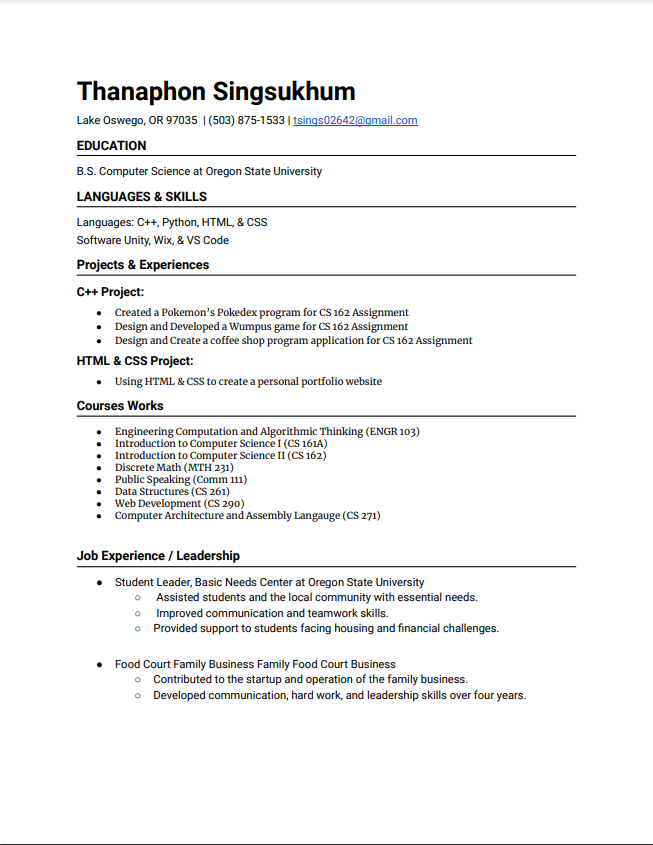 Thanaphon Singsukhum
Lake Oswego, OR 97035 | (503) 875-1533 | tsings02642@gmail.com
EDUCATION
B.S. Computer Science at Oregon State University
LANGUAGES & SKILLS
Languages: C++, Python, HTML, & CSS
Software Unity, Wix, & VS Code
Projects & Experiences
C++ Project:
● Created a Pokemon's Pokedex program for CS 162 Assignment
● Design and Developed a Wumpus game for CS 162 Assignment
● Design and Create a coffee shop program application for CS 162 Assignment
HTML & CSS Project:
● Using HTML & CSS to create a personal portfolio website
Courses Works
● Engineering Computation and Algorithmic Thinking (ENGR 103)
● Introduction to Computer Science I (CS 161A)
● Introduction to Computer Science II (CS 162)
● Discrete Math (MTH 231)
● Public Speaking (Comm 111)
● Data Structures (CS 261)
● Web Development (CS 290)
● Computer Architecture and Assembly Langauge (CS 271)
Job Experience / Leadership
● Student Leader, Basic Needs Center at Oregon State University
○ Assisted students and the local community with essential needs.
○ Improved communication and teamwork skills.
○ Provided support to students facing housing and financial challenges.
● Food Court Family Business Family Food Court Business
○ Contributed to the startup and operation of the family business.
○ Developed communication, hard work, and leadership skills over four years.